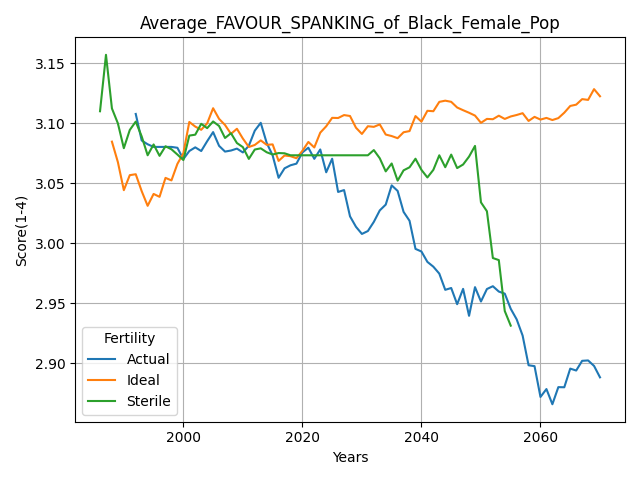 Average_FAVOUR_SPANKING_of_Black_Female_Pop
Score(1-4)
3.15
3.10
3.05
3.00
2.95
2.90
Fertility
Actual
Ideal
Sterile
2000
2020
2040
2060
Years